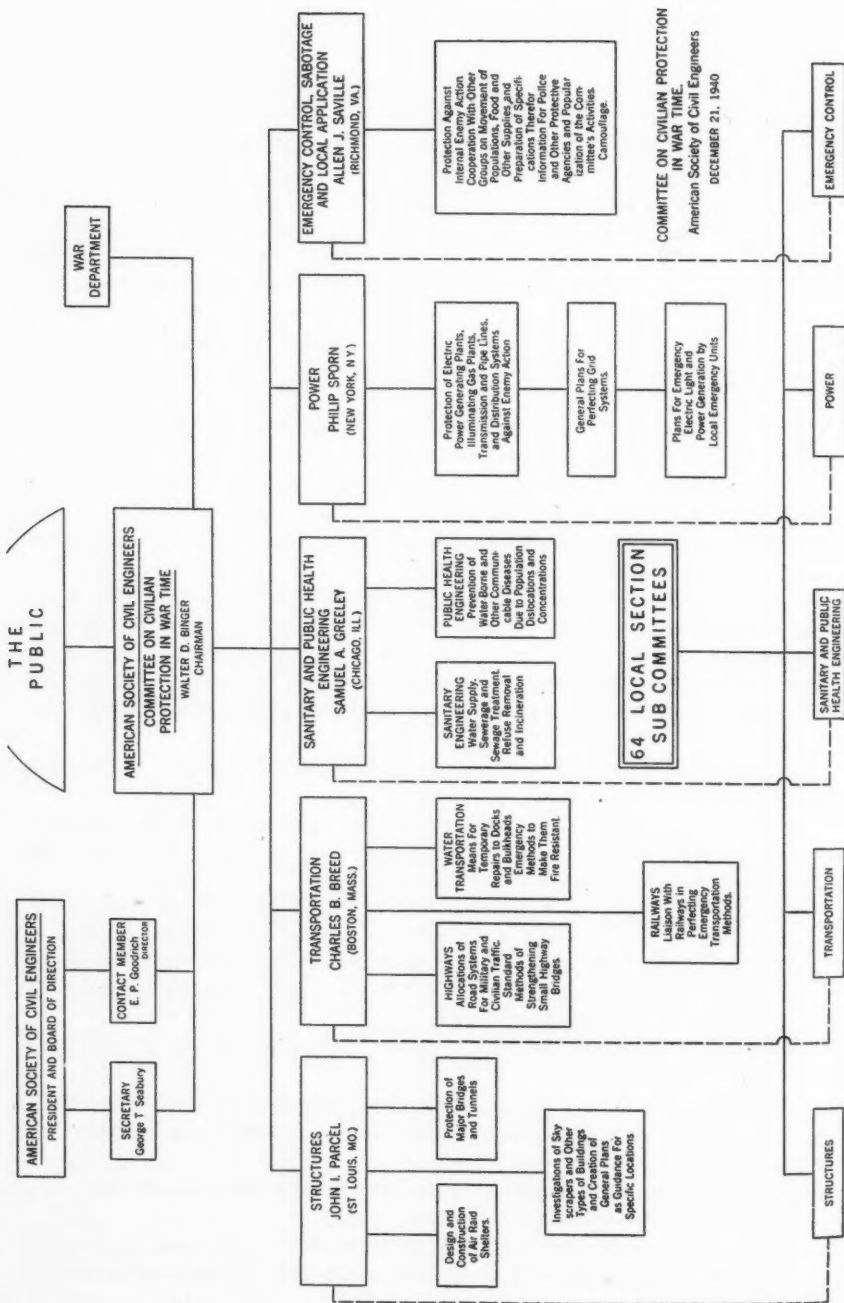 THE
PUBLIC
AMERICAN SOCIETY OF CIVIL ENGINEERS
PRESIDENT AND BOARD OF DIRECTION
SECRETARY
George T Seabury
CONTACT MEMBER
E. P. Goodrich
DIRECTOR
AMERICAN SOCIETY OF CIVIL ENGINEERS
COMMITTEE ON CIVILIAN
PROTECTION IN WAR TIME
WALTER D. BINGER
CHAIRMAN
WAR
DEPARTMENT
STRUCTURES
JOHN I. PARCEL
(ST LOUIS, MO.)
TRANSPORTATION
CHARLES B. BREED
(BOSTON, MASS.)
SANITARY AND PUBLIC HEALTH
ENGINEERING
SAMUEL A. GREELEY
(CHICAGO, ILL.)
POWER
PHILIP SPORN
(NEW YORK, N.Y.)
EMERGENCY CONTROL, SABOTAGE
AND LOCAL APPLICATION
ALLEN J. SAVILLE
(RICHMOND, VA.)
Design and
Construction
of Air Raid
Shelters.
Protection of
Major Bridges
and Tunnels
Investigations of Sky
scrapers and Other
Types of Buildings
and Creation of
General Plans
as Guidance For
Specific Locations
HIGHWAYS
Allocations of
Road Systems
For Military and
Civilian Traffic.
Standard
Methods of
Strengthening
Small Highway
Bridges.
WATER
TRANSPORTATION
Means For
Temporary
Repairs to Docks
and Bulkheads
Emergency
Methods to
Make Them
Fire Resistant.
RAILWAYS
Liaison With
Railways in
Perfecting
Emergency
Transportation
Methods.
SANITARY
ENGINEERING
Water Supply.
Sewerage and
Sewage Treatment.
Refuse Removal
and Incineration
PUBLIC HEALTH
ENGINEERING
Prevention of
Water Borne and
Other Communi-
cable Diseases
Due to Population
Dislocations and
Concentrations
Protection of Electric
Power Generating Plants,
Illuminating Gas Plants,
Transmission and Pipe Lines,
and Distribution Systems
Against Enemy Action
General Plans For
Perfecting Grid
Systems.
Plans For Emergency
Electric Light and
Power Generation by
Local Emergency Units
Protection Against
Internal Enemy Action
Cooperation With Other
Groups on Movement of
Populations, Food and
Other Supplies and
Preparation of Specifi-
cations Therefor
Information For Police
and Other Protective
Agencies and Popular
ization of the Com-
mittee's Activities.
Camouflage.
64 LOCAL SECTION
SUB COMMITTEES
COMMITTEE ON CIVILIAN PROTECTION
IN WAR TIME.
American Society of Civil Engineers
DECEMBER 21, 1940
STRUCTURES
TRANSPORTATION
SANITARY AND PUBLIC
HEALTH ENGINEERING
POWER
EMERGENCY CONTROL